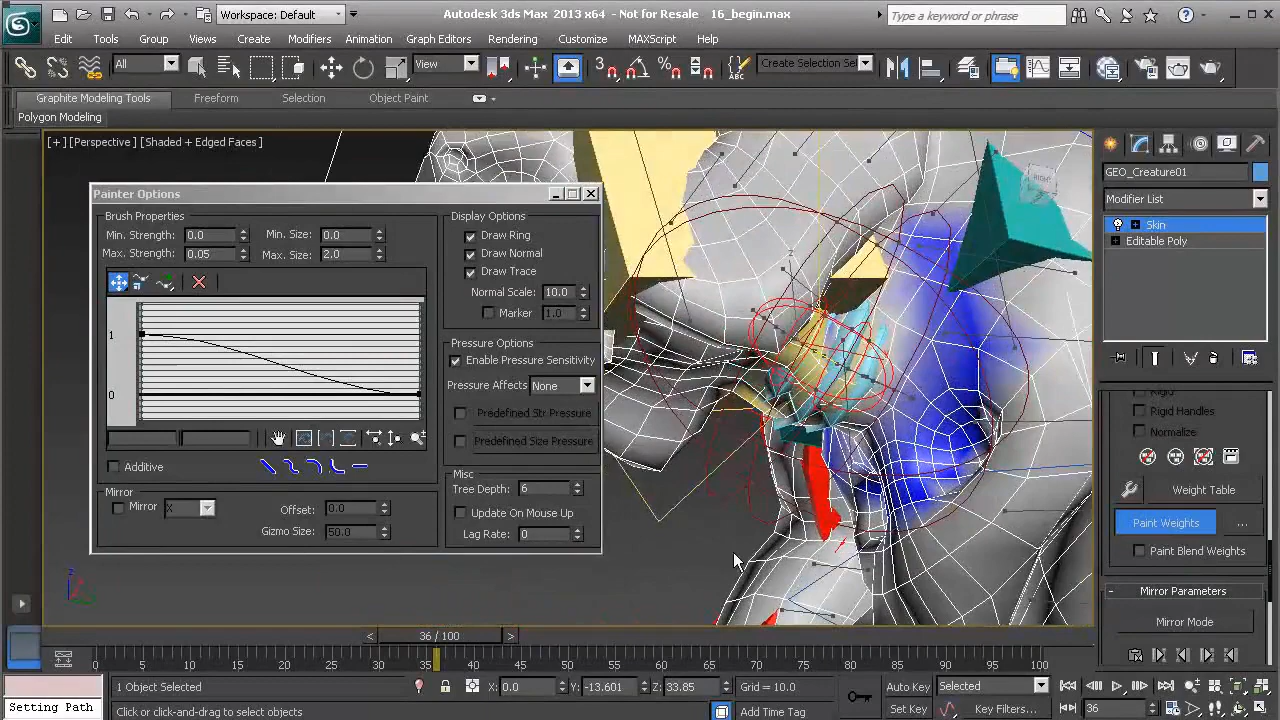 Workspace: Default
Autodesk 3ds Max 2013 x64 - Not for Resale 16_begin.max
Type a keyword or phrase
Edit Tools Group Views Create Modifiers Animation Graph Editors Rendering Customize MAXScript Help
All
View
Create Selection Se
Graphite Modeling Tools Freeform Selection Object Paint
Polygon Modeling
[+] [Perspective] [Shaded + Edged Faces]
RIGHT
GEO_Creature01
Modifier List
Skin
Editable Poly
Painter Options
Brush Properties
Min. Strength: 0.0 Min. Size: 0.0
Max. Strength: 0.05 Max. Size: 2.0
1
0
Additive
Mirror
Mirror X Offset: 0.0
Gizmo Size: 50.0
Display Options
Draw Ring
Draw Normal
Draw Trace
Normal Scale: 10.0
Marker 1.0
Pressure Options
Enable Pressure Sensitivity
Pressure Affects None
Predefined Str Pressure
Predefined Size Pressure
Misc
Tree Depth: 6
Update On Mouse Up
Lag Rate: 0
Rigid Handles
Normalize
Weight Table
Paint Weights ...
Paint Blend Weights
- Mirror Parameters
Mirror Mode
< 36 / 100 >
0 5 10 15 20 25 30 35 40 45 50 55 60 65 70 75 80 85 90 95 100
1 Object Selected X: 0.0 Y: -13.601 Z: 33.85 Grid = 10.0 Auto Key Selected
Setting Path Click or click-and-drag to select objects Add Time Tag Set Key Key Filters... 36